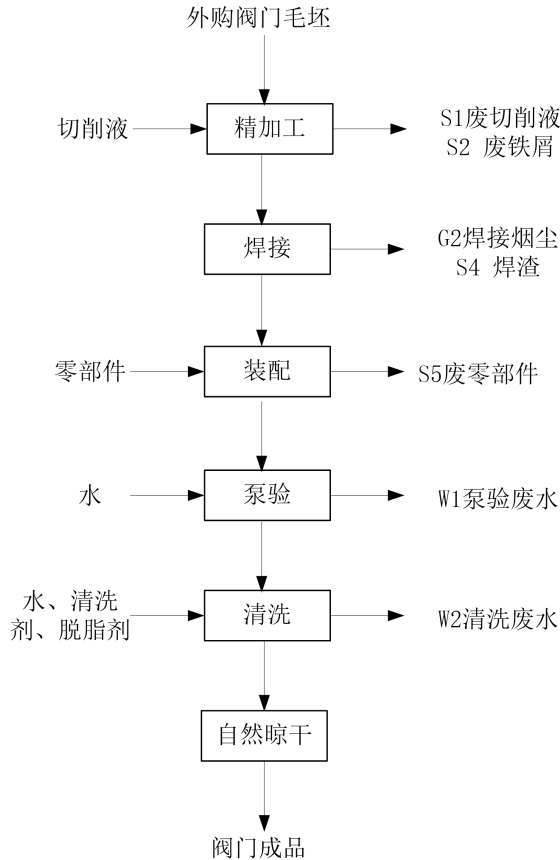 外购阀门毛坯
切削液
精加工
S1废切削液
S2 废铁屑
焊接
G2焊接烟尘
S4 焊渣
零部件
装配
S5废零部件
水
泵验
W1泵验废水
水、清洗
剂、脱脂剂
清洗
W2清洗废水
自然晾干
阀门成品